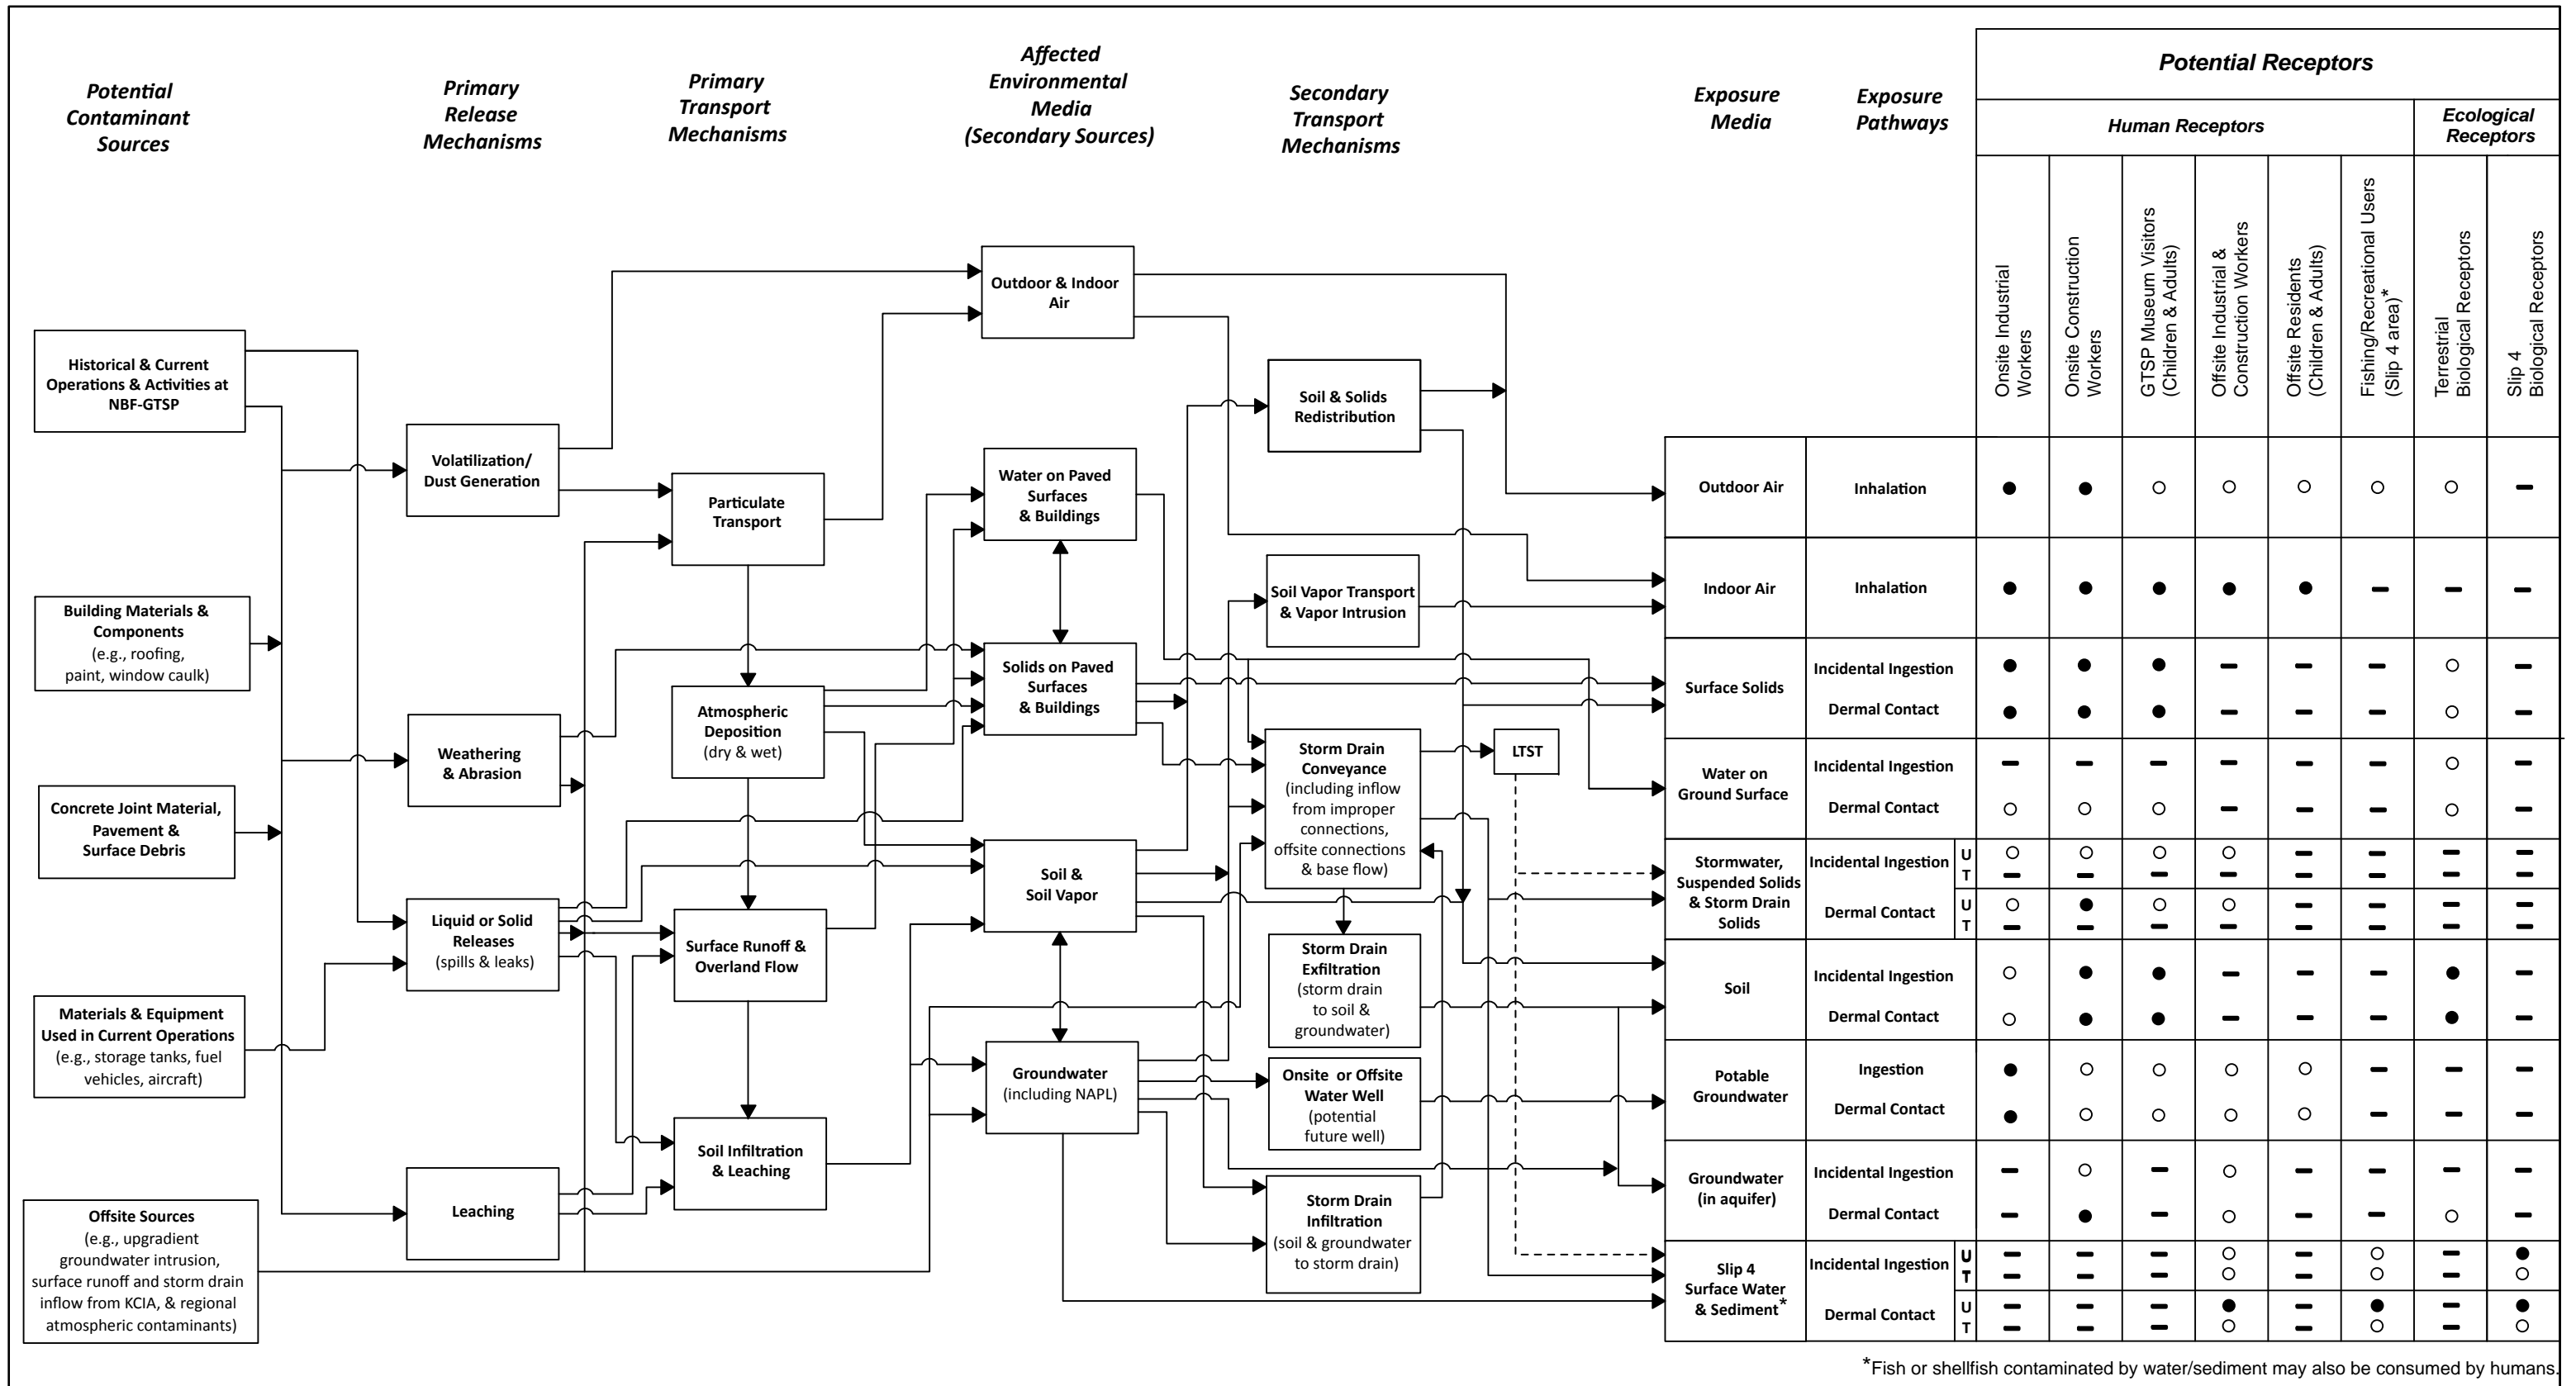 Potential
Contaminant
Sources
Primary
Release
Mechanisms
Primary
Transport
Mechanisms
Affected
Environmental
Media
(Secondary Sources)
Secondary
Transport
Mechanisms
Exposure
Media
Exposure
Pathways
Potential Receptors
Human Receptors
Ecological
Receptors
Onsite Industrial
Workers
Onsite Construction
Workers
GTSP Museum Visitors
(Children & Adults)
Offsite Industrial &
Construction Workers
Offsite Residents
(Children & Adults)
Fishing/Recreational Users
(Slip 4 area)*
Terrestrial
Biological Receptors
Slip 4
Biological Receptors
Historical & Current
Operations & Activities at
NBF-GTSP
Building Materials &
Components
(e.g., roofing,
paint, window caulk)
Concrete Joint Material,
Pavement &
Surface Debris
Materials & Equipment
Used in Current Operations
(e.g., storage tanks, fuel
vehicles, aircraft)
Offsite Sources
(e.g., upgradient
groundwater intrusion,
surface runoff and storm drain
inflow from KCIA, & regional
atmospheric contaminants)
Volatilization/
Dust Generation
Weathering
& Abrasion
Liquid or Solid
Releases
(spills & leaks)
Leaching
Particulate
Transport
Atmospheric
Deposition
(dry & wet)
Surface Runoff &
Overland Flow
Soil Infiltration
& Leaching
Outdoor & Indoor
Air
Water on Paved
Surfaces
& Buildings
Solids on Paved
Surfaces
& Buildings
Soil &
Soil Vapor
Groundwater
(including NAPL)
Soil & Solids
Redistribution
Soil Vapor Transport
& Vapor Intrusion
Storm Drain
Conveyance
(including inflow
from improper
connections,
offsite connections
& base flow)
LTST
Storm Drain
Exfiltration
(storm drain
to soil &
groundwater)
Onsite or Offsite
Water Well
(potential
future well)
Storm Drain
Infiltration
(soil & groundwater
to storm drain)
Outdoor Air
Inhalation
Indoor Air
Inhalation
Surface Solids
Incidental Ingestion
Dermal Contact
Water on
Ground Surface
Incidental Ingestion
Dermal Contact
Stormwater,
Suspended Solids
& Storm Drain
Solids
Incidental Ingestion
U
T
Dermal Contact
U
T
Soil
Incidental Ingestion
Dermal Contact
Potable
Groundwater
Ingestion
Dermal Contact
Groundwater
(in aquifer)
Incidental Ingestion
Dermal Contact
Slip 4
Surface Water
& Sediment*
Incidental Ingestion
U
T
Dermal Contact
U
T
*Fish or shellfish contaminated by water/sediment may also be consumed by humans.